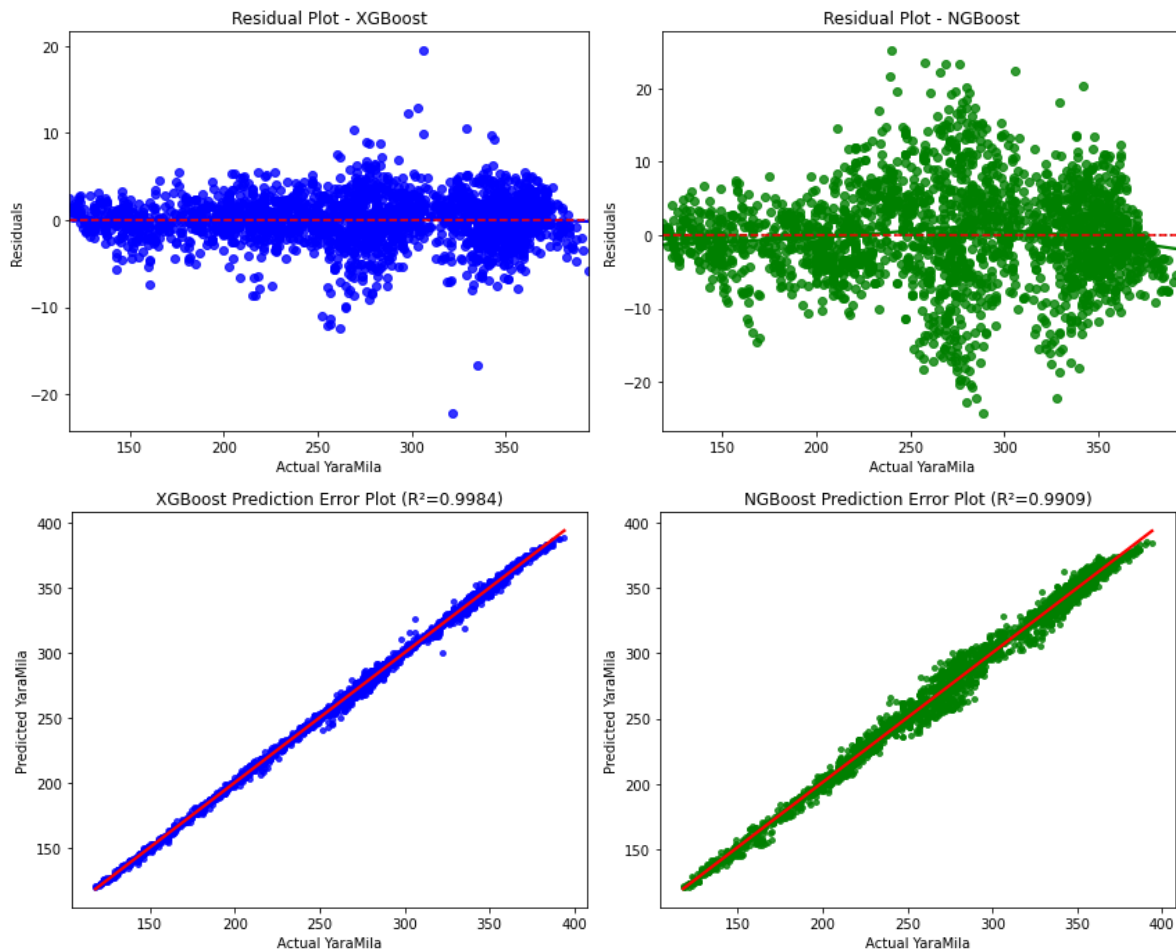 Residual Plot - XGBoost
20
10
0
−10
−20
Residuals
150 200 250 300 350
Actual YaraMila
Residual Plot - NGBoost
20
10
0
−10
−20
Residuals
150 200 250 300 350
Actual YaraMila
XGBoost Prediction Error Plot (R²=0.9984)
400
350
300
250
200
150
Predicted YaraMila
150 200 250 300 350 400
Actual YaraMila
NGBoost Prediction Error Plot (R²=0.9909)
400
350
300
250
200
150
Predicted YaraMila
150 200 250 300 350 400
Actual YaraMila